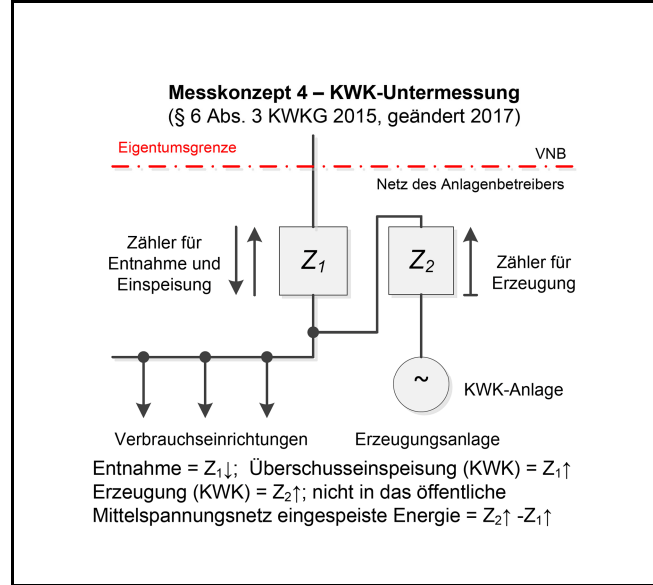 Messkonzept 4 – KWK-Untermessung
(§ 6 Abs. 3 KWKG 2015, geändert 2017)
Eigentumsgrenze
VNB
Netz des Anlagenbetreibers
Zähler für
Entnahme und
Einspeisung
Z1
Z2
Zähler für
Erzeugung
~
KWK-Anlage
Verbrauchseinrichtungen
Erzeugungsanlage
Entnahme = Z1↓; Überschusseinspeisung (KWK) = Z1↑
Erzeugung (KWK) = Z2↑; nicht in das öffentliche
Mittelspannungsnetz eingespeiste Energie = Z2↑ -Z1↑